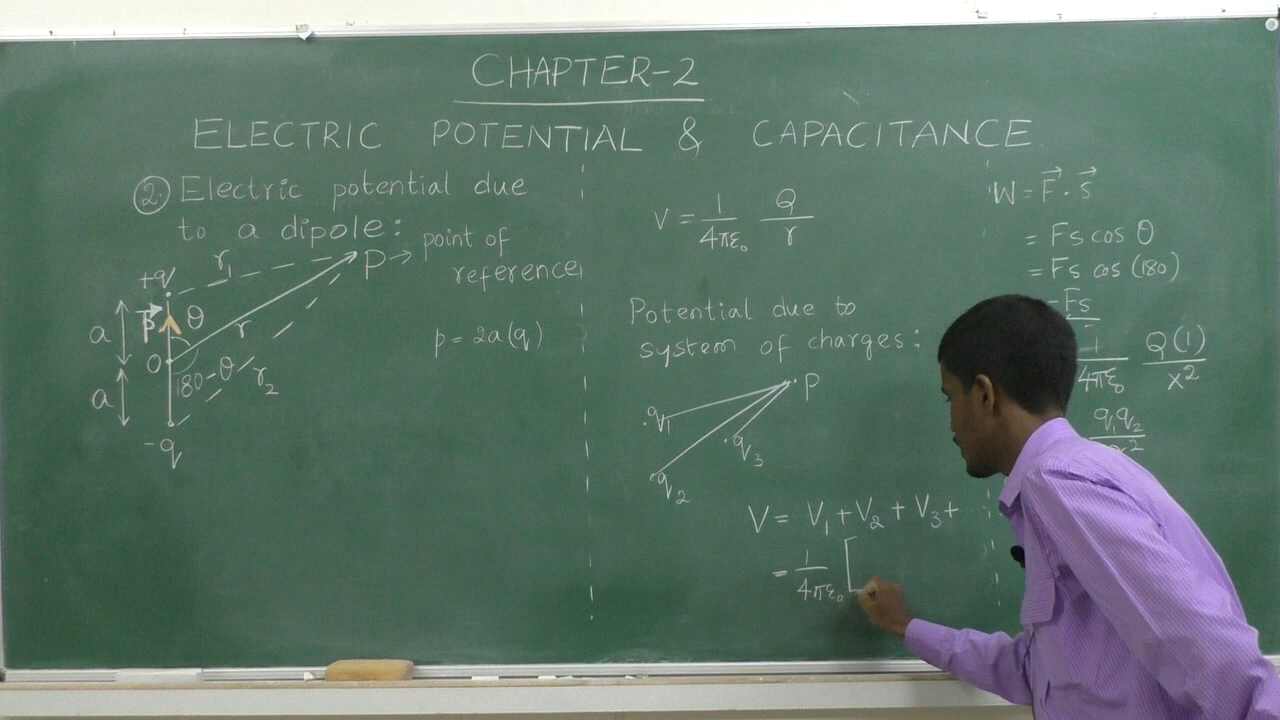 CHAPTER-2
ELECTRIC POTENTIAL & CAPACITANCE
2. Electric potential due
to a dipole:
+q r₁ P → point of
reference
a p⃗ θ r
p = 2a(q)
O 180-θ r₂
a
-q
V = 1/4πε₀ Q/r
Potential due to
system of charges:
P
q₁
q₃
q₂
V = V₁ + V₂ + V₃ +
= 1/4πε₀ [
W = F⃗ · s⃗
= Fs cos θ
= Fs cos (180)
-Fs
1/4πε₀ Q(1)/x²
q₁q₂